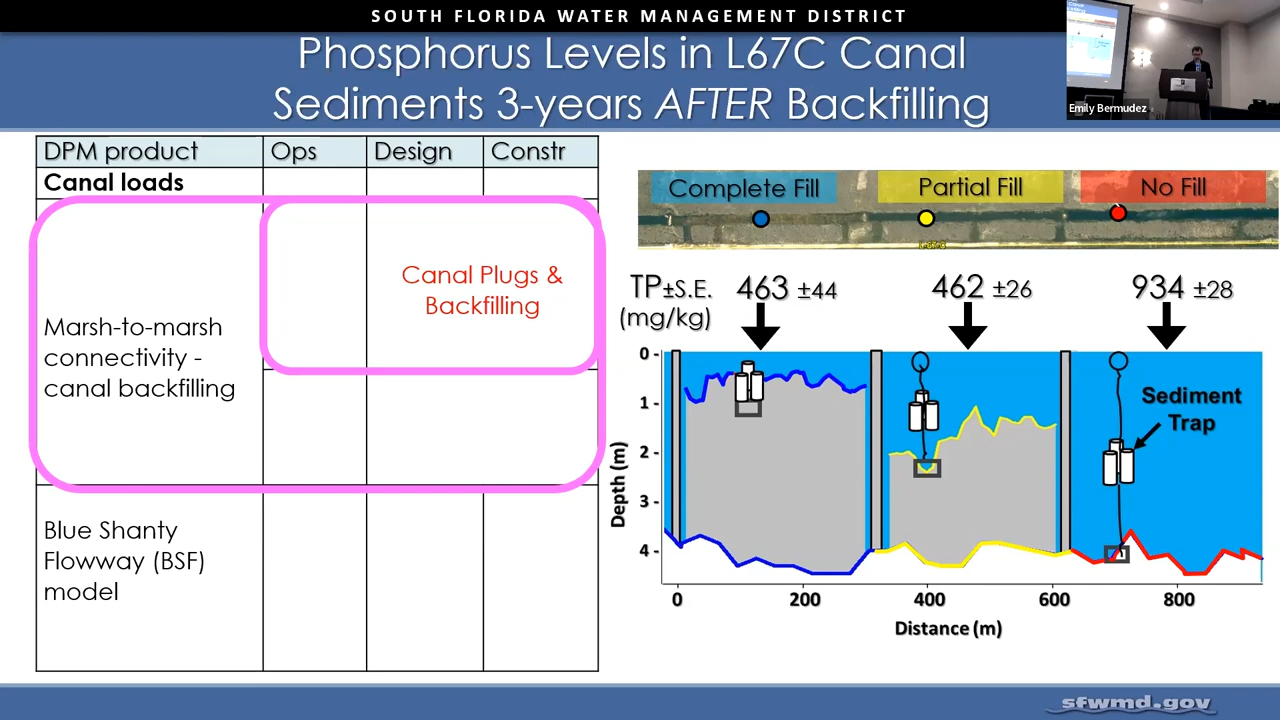 SOUTH FLORIDA WATER MANAGEMENT DISTRICT
Phosphorus Levels in L67C Canal
Sediments 3-years AFTER Backfilling
Emily Bermudez
DPM product Ops Design Constr
Canal loads
Canal Plugs &
Backfilling
Marsh-to-marsh
connectivity -
canal backfilling
Blue Shanty
Flowway (BSF)
model
Complete Fill Partial Fill No Fill
TP±S.E. 463 ±44 462 ±26 934 ±28
(mg/kg)
0 -
1 -
2 -
3 -
4 -
Depth (m)
Sediment
Trap
0 200 400 600 800
Distance (m)
sfwmd.gov